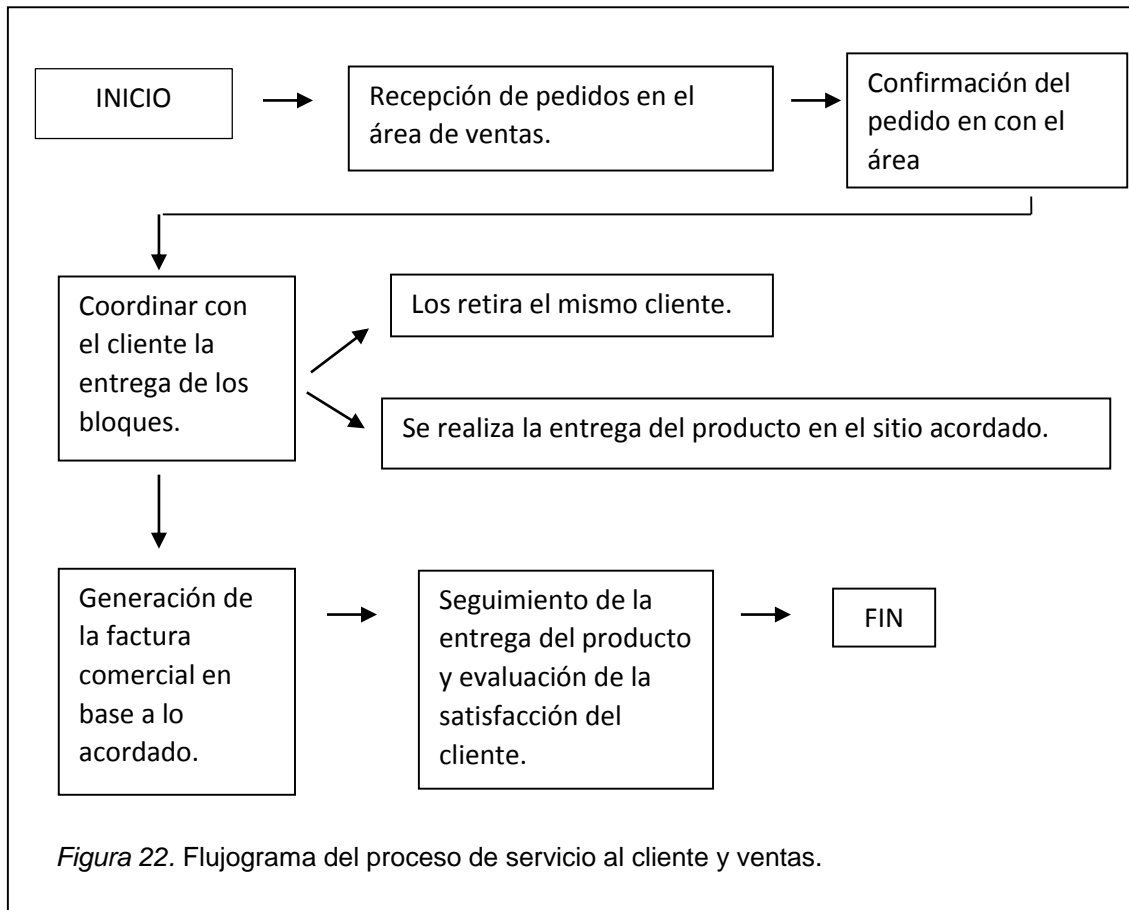 INICIO
Recepción de pedidos en el
área de ventas.
Confirmación del
pedido en con el
área
Coordinar con
el cliente la
entrega de los
bloques.
Los retira el mismo cliente.
Se realiza la entrega del producto en el sitio acordado.
Generación de
la factura
comercial en
base a lo
acordado.
Seguimiento de la
entrega del producto
y evaluación de la
satisfacción del
cliente.
FIN
Figura 22. Flujograma del proceso de servicio al cliente y ventas.